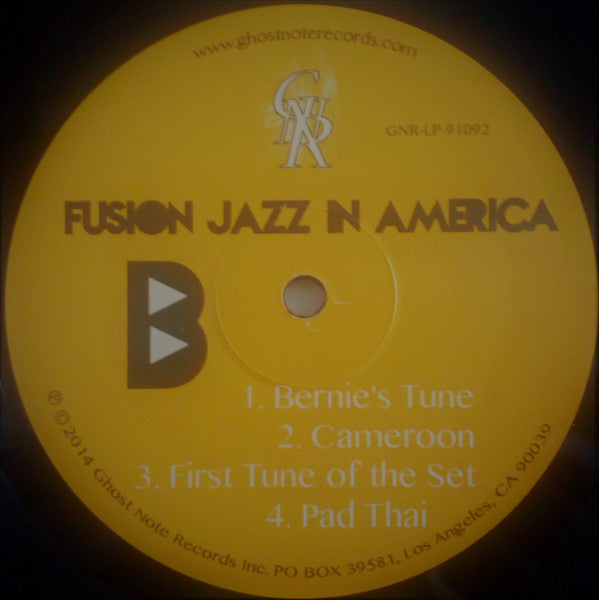 www.ghostnoterecords.com
GNR
GNR-LP-91092
FUSION JAZZ IN AMERICA
B
1. Bernie's Tune
2. Cameroon
3. First Tune of the Set
4. Pad Thai
℗ © 2014 Ghost Note Records Inc. PO BOX 39581, Los Angeles, CA 90039